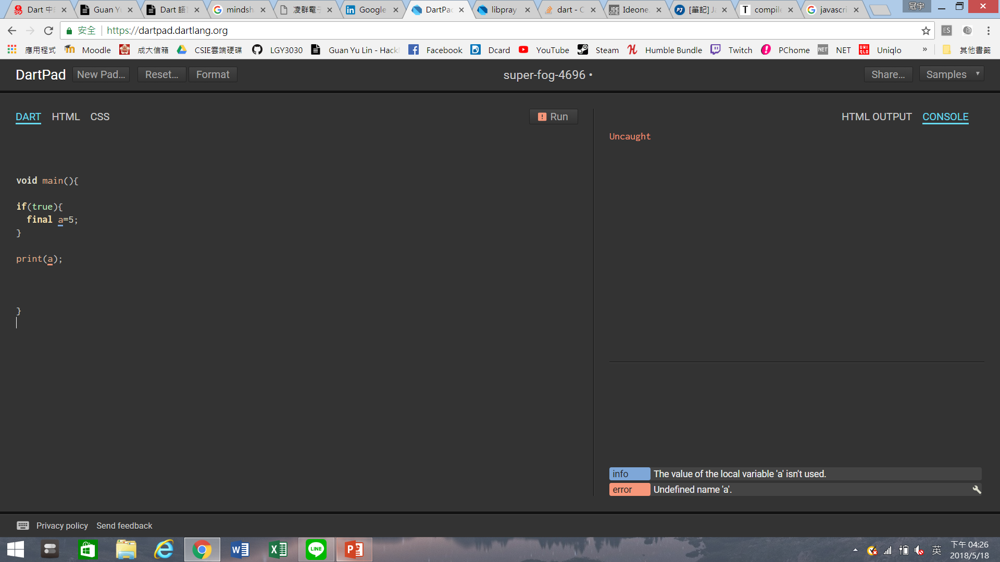 Dart 中
Guan Yu
Dart 語
mindsh
凌群電子
Google
DartPad
libpray
dart - C
Ideone.
[筆記] Ja
compile
javascri
冠宇
安全 https://dartpad.dartlang.org
應用程式 Moodle 成大信箱 CSIE雲端硬碟 LGY3030 Guan Yu Lin - Hack Facebook Dcard YouTube Steam Humble Bundle Twitch PChome NET Uniqlo » 其他書籤
DartPad New Pad... Reset... Format super-fog-4696 • Share... Samples
DART HTML CSS Run HTML OUTPUT CONSOLE
Uncaught
void main(){
if(true){
final a=5;
}
print(a);
}
info The value of the local variable 'a' isn't used.
error Undefined name 'a'.
Privacy policy Send feedback
LINE
英
下午 04:26
2018/5/18